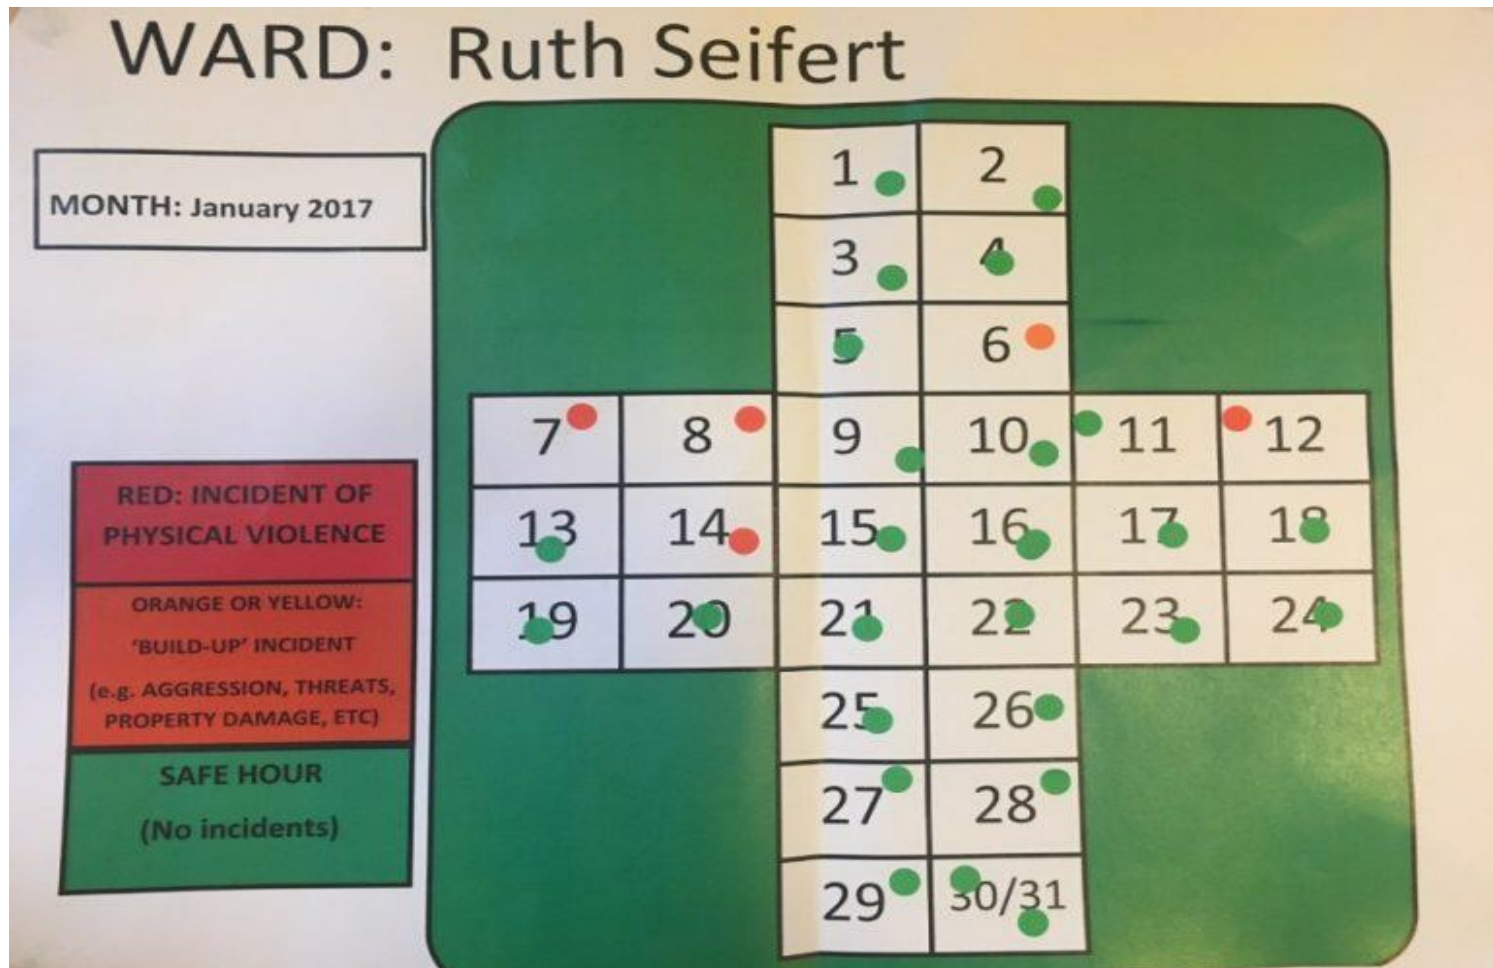 WARD: Ruth Seifert
MONTH: January 2017
1 2
3 4
5 6
7 8 9 10 11 12
13 14 15 16 17 18
19 20 21 22 23 24
25 26
27 28
29 30/31
RED: INCIDENT OF
PHYSICAL VIOLENCE
ORANGE OR YELLOW:
‘BUILD-UP’ INCIDENT
(e.g. AGGRESSION, THREATS,
PROPERTY DAMAGE, ETC)
SAFE HOUR
(No incidents)